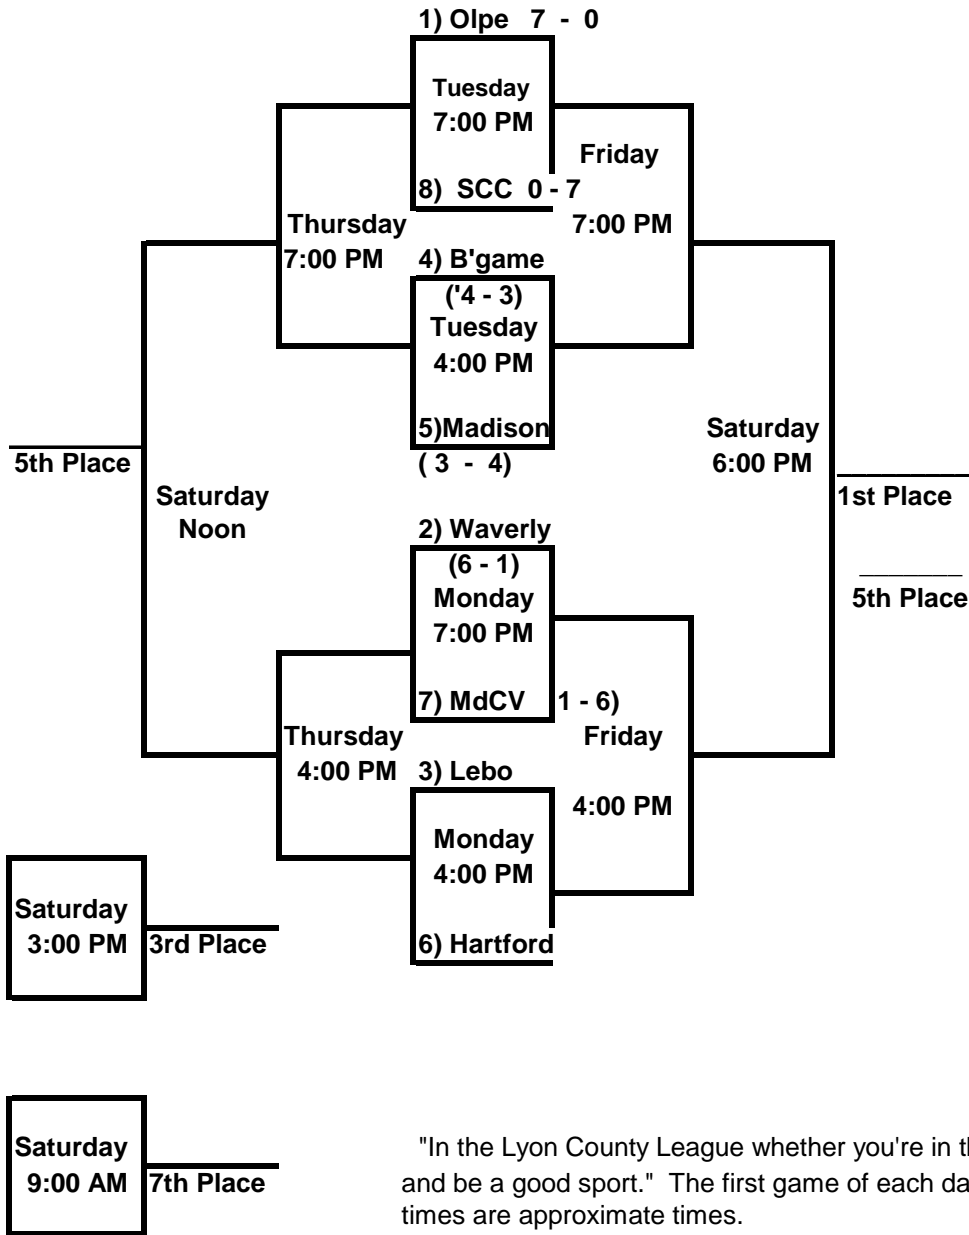 1) Olpe 7 - 0
Tuesday
7:00 PM
Friday
8) SCC 0 - 7
Thursday
7:00 PM
7:00 PM
4) B'game
('4 - 3)
Tuesday
4:00 PM
5)Madison
Saturday
5th Place
( 3 - 4)
6:00 PM
Saturday
1st Place
Noon
2) Waverly
(6 - 1)
Monday
5th Place
7:00 PM
7) MdCV 1 - 6)
Thursday
Friday
4:00 PM
3) Lebo
4:00 PM
Monday
4:00 PM
Saturday
3:00 PM
3rd Place
6) Hartford
Saturday
9:00 AM
7th Place
"In the Lyon County League whether you're in th
and be a good sport." The first game of each da
times are approximate times.